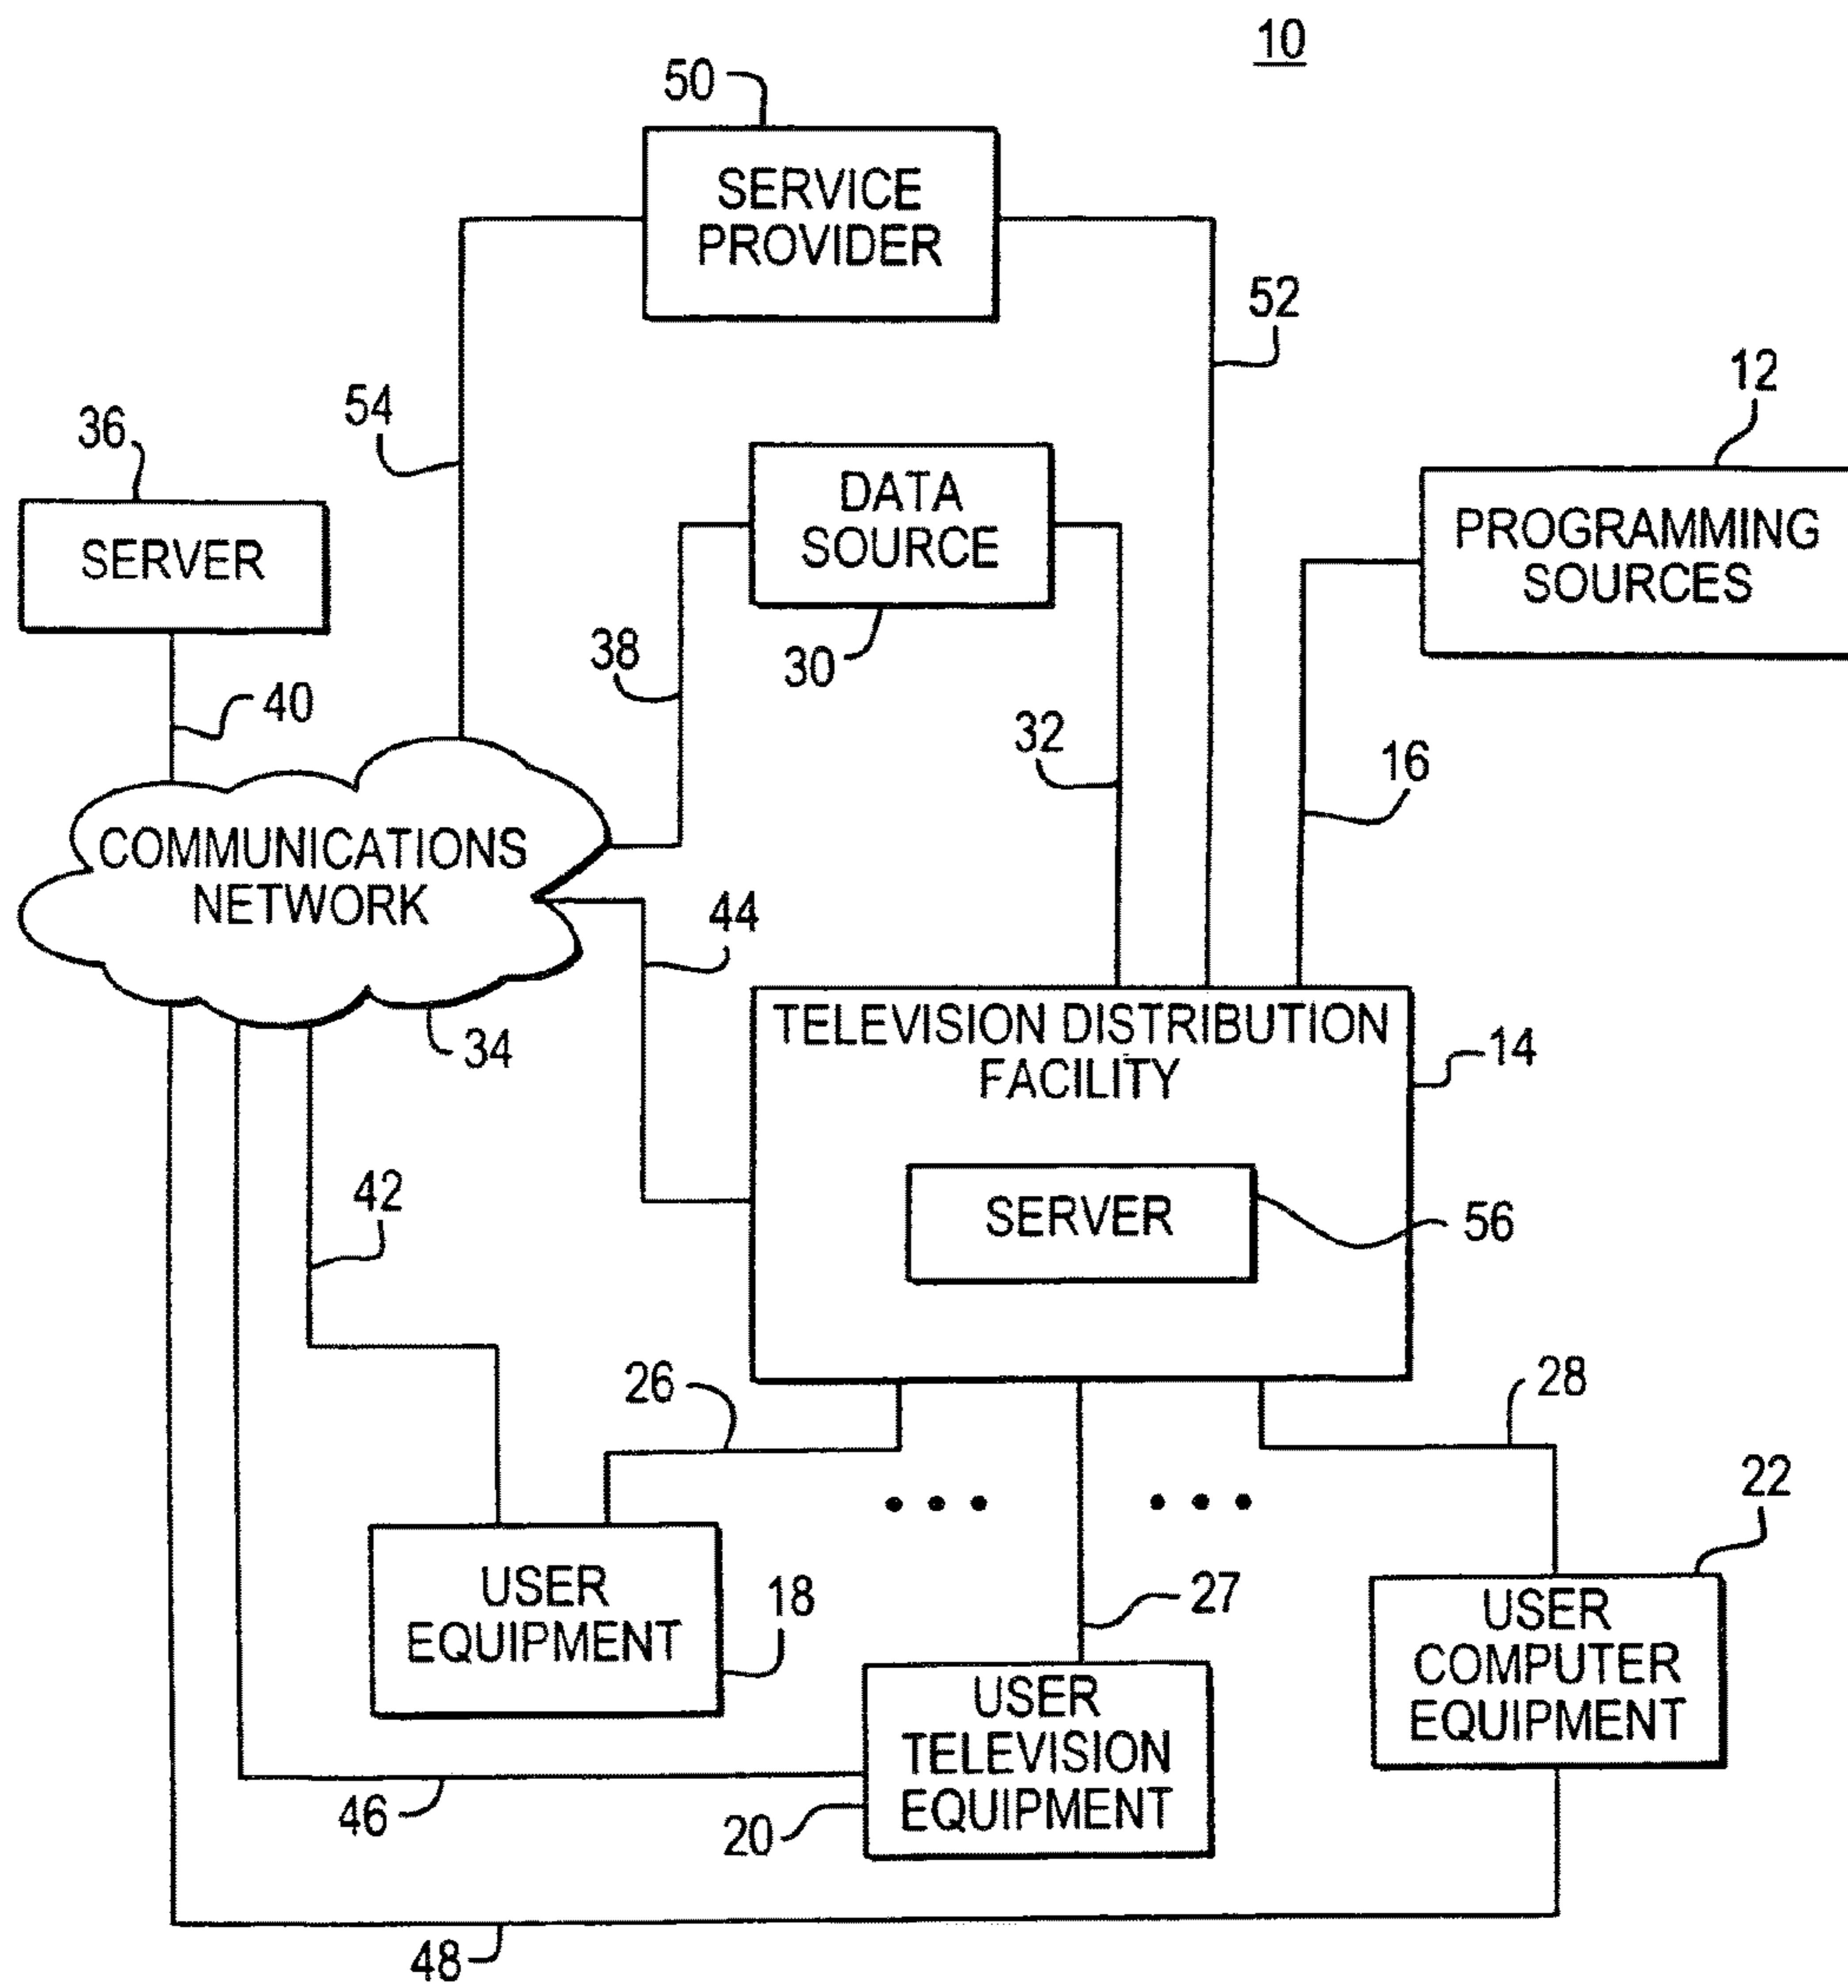 10
50
SERVICE
PROVIDER
52
12
54
36
DATA
SOURCE
PROGRAMMING
SOURCES
SERVER
38
30
40
32
16
COMMUNICATIONS
NETWORK
44
34
TELEVISION DISTRIBUTION
FACILITY
14
42
SERVER
56
26
28
22
USER
EQUIPMENT
18
27
USER
COMPUTER
EQUIPMENT
USER
TELEVISION
EQUIPMENT
46
20
48